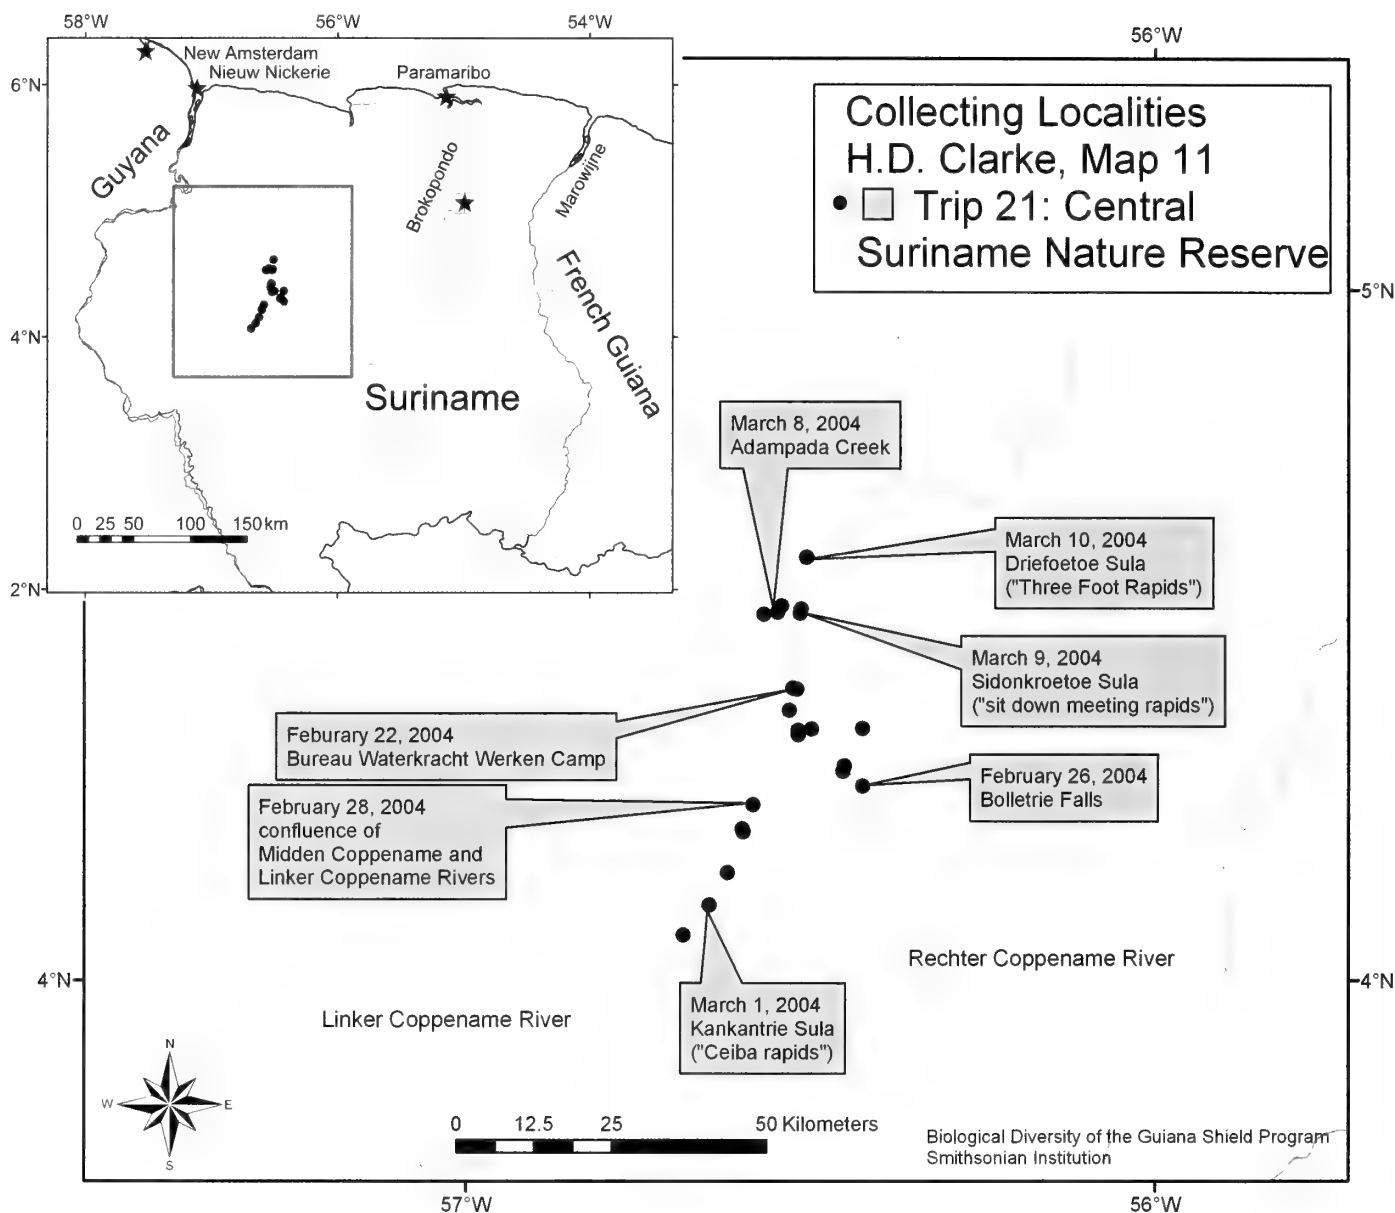 58°W
56°W
54°W
56°W
6°N
4°N
2°N
New Amsterdam
Nieuw Nickerie
Paramaribo
Guyana
Brokopondo
Marowijne
French Guiana
Suriname
0 25 50 100 150 km
Collecting Localities
H.D. Clarke, Map 11
Trip 21: Central
Suriname Nature Reserve
5°N
March 8, 2004
Adampada Creek
March 10, 2004
Driefoetoe Sula
("Three Foot Rapids")
March 9, 2004
Sidonkroetoe Sula
("sit down meeting rapids")
Feburary 22, 2004
Bureau Waterkracht Werken Camp
February 26, 2004
Bolletrie Falls
February 28, 2004
confluence of
Midden Coppename and
Linker Coppename Rivers
Rechter Coppename River
4°N
4°N
March 1, 2004
Kankantrie Sula
("Ceiba rapids")
Linker Coppename River
N
W E
S
0 12.5 25 50 Kilometers
Biological Diversity of the Guiana Shield Program
Smithsonian Institution
57°W
56°W